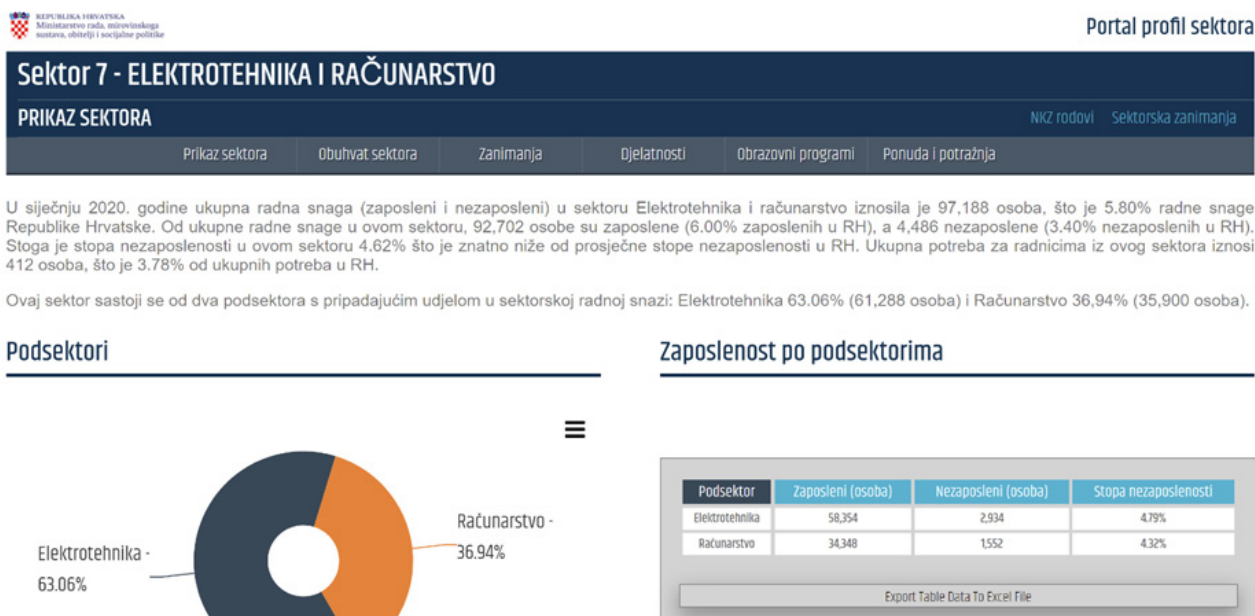 REPUBLIKA HRVATSKA
Ministarstvo rada, mirovinskoga
sustava, obitelji i socijalne politike
Portal profil sektora
Sektor 7 - ELEKTROTEHNIKA I RAČUNARSTVO
PRIKAZ SEKTORA
NKZ rodovi Sektorska zanimanja
Prikaz sektora Obuhvat sektora Zanimanja Djelatnosti Obrazovni programi Ponuda i potražnja
U siječnju 2020. godine ukupna radna snaga (zaposleni i nezaposleni) u sektoru Elektrotehnika i računarstvo iznosila je 97,188 osoba, što je 5.80% radne snage
Republike Hrvatske. Od ukupne radne snage u ovom sektoru, 92,702 osobe su zaposlene (6.00% zaposlenih u RH), a 4,486 nezaposlene (3.40% nezaposlenih u RH).
Stoga je stopa nezaposlenosti u ovom sektoru 4.62% što je znatno niže od prosječne stope nezaposlenosti u RH. Ukupna potreba za radnicima iz ovog sektora iznosi
412 osoba, što je 3.78% od ukupnih potreba u RH.
Ovaj sektor sastoji se od dva podsektora s pripadajućim udjelom u sektorskoj radnoj snazi: Elektrotehnika 63.06% (61,288 osoba) i Računarstvo 36,94% (35,900 osoba).
Podsektori
Elektrotehnika -
63.06%
Računarstvo -
36.94%
Zaposlenost po podsektorima
Podsektor Zaposleni (osoba) Nezaposleni (osoba) Stopa nezaposlenosti
Elektrotehnika 58,354 2,934 4.79%
Računarstvo 34,348 1,552 4.32%
Export Table Data To Excel File